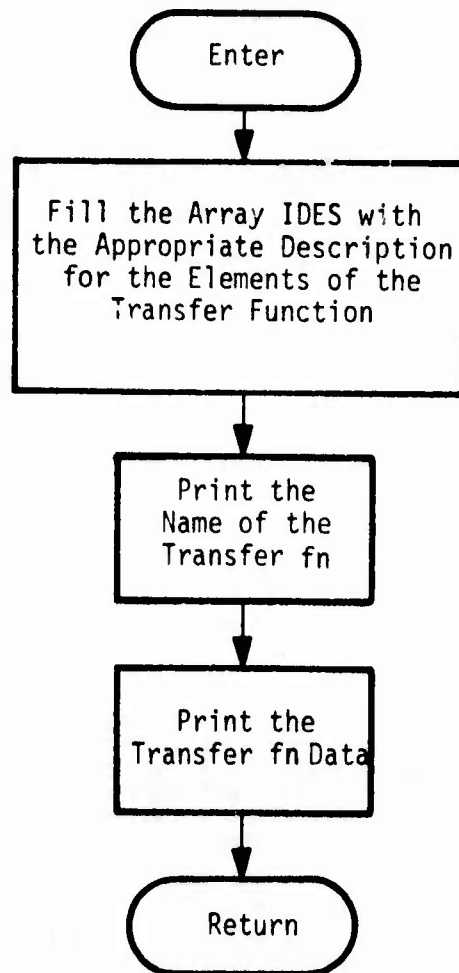 Enter
Fill the Array IDES with
the Appropriate Description
for the Elements of the
Transfer Function
Print the
Name of the
Transfer fn
Print the
Transfer fn Data
Return